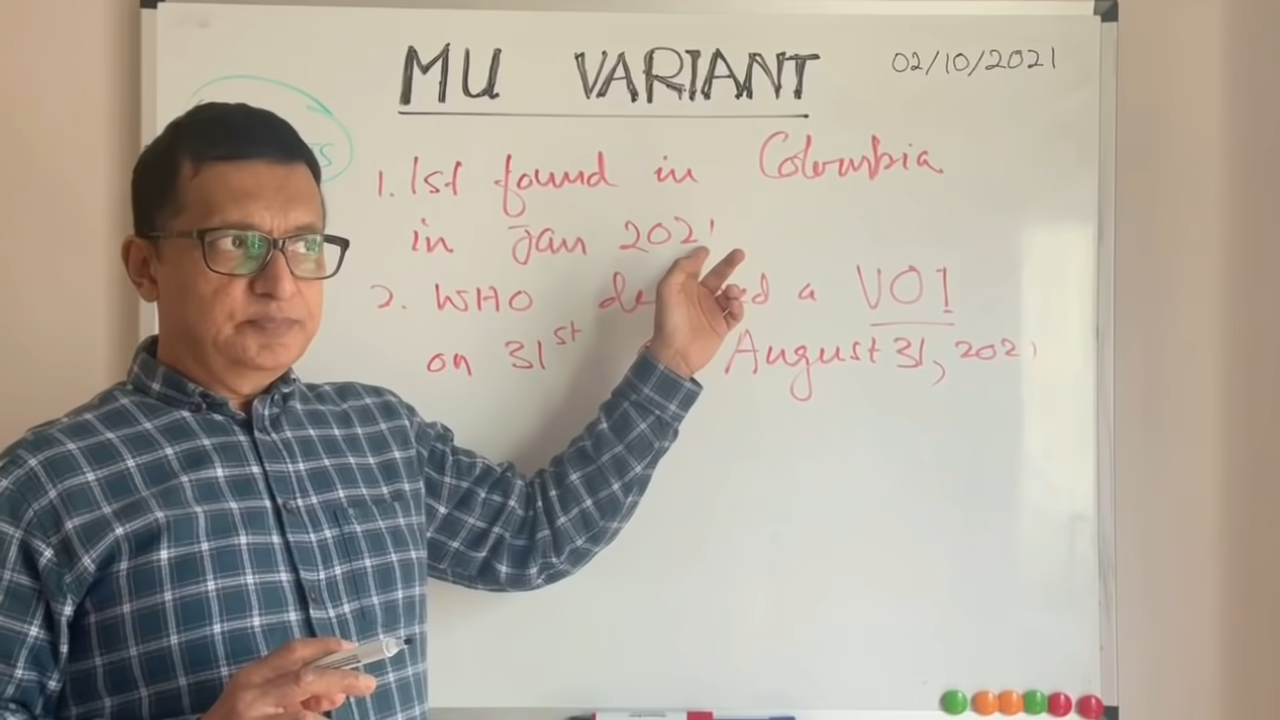 MU VARIANT
02/10/2021
1. 1st found in Colombia
in Jan 2021
2. WHO a VOI
on 31st August 31, 2021